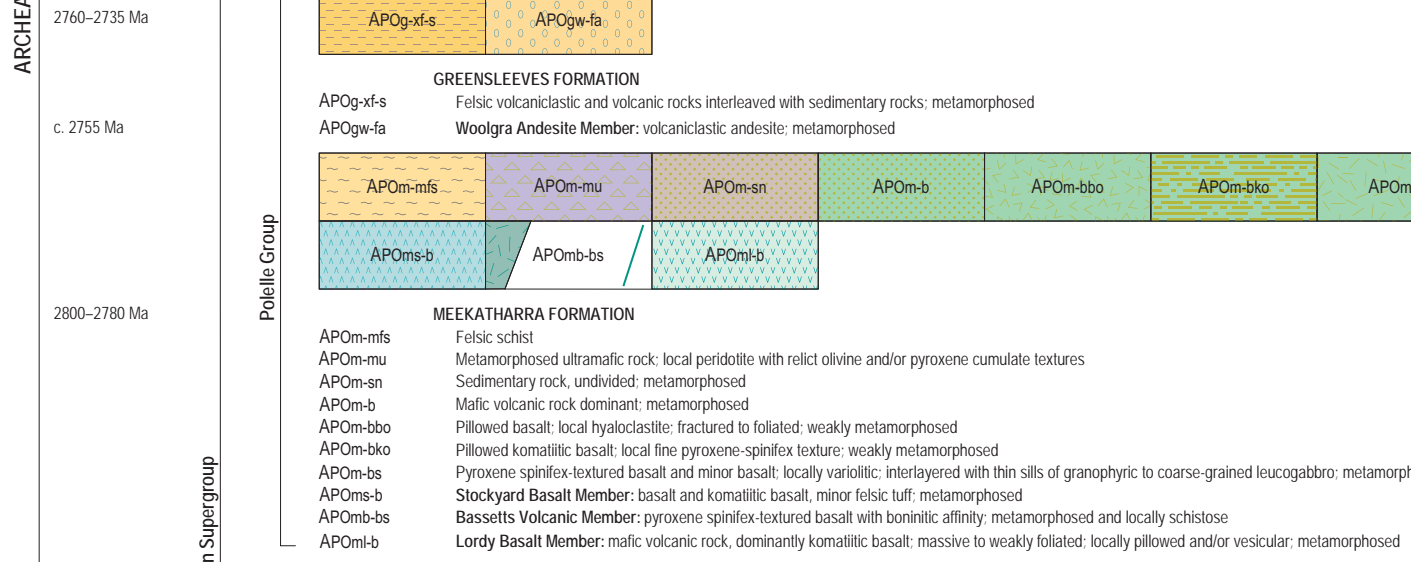 ARCHEA
2760–2735 Ma
APOg-xf-s
APOgw-fa
GREENSLEEVES FORMATION
APOg-xf-s Felsic volcaniclastic and volcanic rocks interleaved with sedimentary rocks; metamorphosed
c. 2755 Ma
APOgw-fa Woolgra Andesite Member: volcaniclastic andesite; metamorphosed
APOm-mfs
APOm-mu
APOm-sn
APOm-b
APOm-bbo
APOm-bko
APOm
APOms-b
APOmb-bs
APOml-b
Polelle Group
2800–2780 Ma
MEEKATHARRA FORMATION
APOm-mfs Felsic schist
APOm-mu Metamorphosed ultramafic rock; local peridotite with relict olivine and/or pyroxene cumulate textures
APOm-sn Sedimentary rock, undivided; metamorphosed
APOm-b Mafic volcanic rock dominant; metamorphosed
APOm-bbo Pillowed basalt; local hyaloclastite; fractured to foliated; weakly metamorphosed
APOm-bko Pillowed komatiitic basalt; local fine pyroxene-spinifex texture; weakly metamorphosed
APOm-bs Pyroxene spinifex-textured basalt and minor basalt; locally variolitic; interlayered with thin sills of granophyric to coarse-grained leucogabbro; metamorph
APOms-b Stockyard Basalt Member: basalt and komatiitic basalt, minor felsic tuff; metamorphosed
APOmb-bs Bassetts Volcanic Member: pyroxene spinifex-textured basalt with boninitic affinity; metamorphosed and locally schistose
APOml-b Lordy Basalt Member: mafic volcanic rock, dominantly komatiitic basalt; massive to weakly foliated; locally pillowed and/or vesicular; metamorphosed
n Supergroup